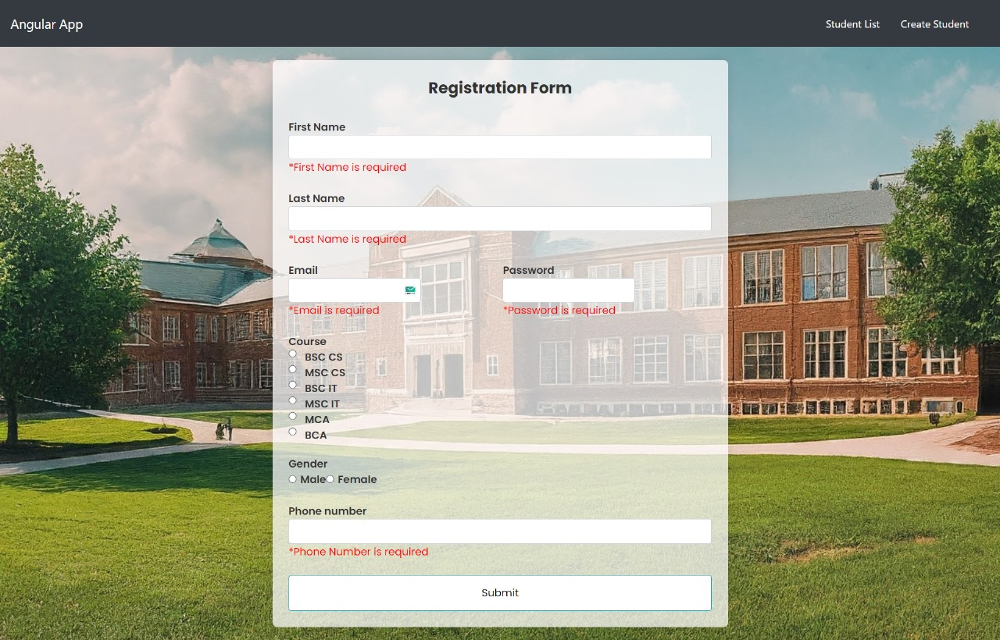 Angular App
Student List
Create Student
Registration Form
First Name
*First Name is required
Last Name
*Last Name is required
Email Password
*Email is required *Password is required
Course
BSC CS
MSC CS
BSC IT
MSC IT
MCA
BCA
Gender
Male Female
Phone number
*Phone Number is required
Submit